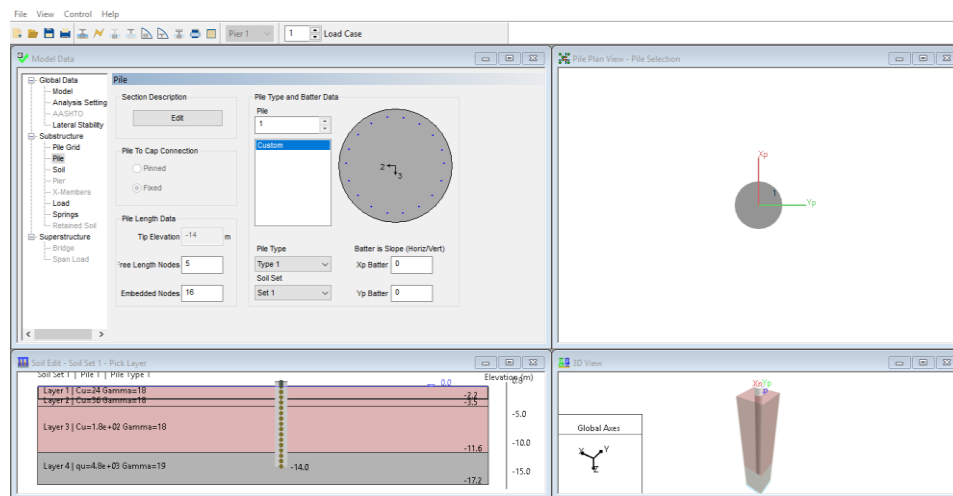 File View Control Help
Pier 1 1 Load Case
Model Data
Global Data
Model
Analysis Setting
AASHTO
Lateral Stability
Substructure
Pile Grid
Pile
Soil
Pier
X-Members
Load
Springs
Retained Soil
Superstructure
Bridge
Span Load
Pile
Section Description
Edit
Pile To Cap Connection
Pinned
Fixed
Pile Length Data
Tip Elevation -14 m
Free Length Nodes 5
Embedded Nodes 16
Pile Type and Batter Data
Pile
1
Custom
2
3
Pile Type
Type 1
Soil Set
Set 1
Batter is Slope (Horiz/Vert)
Xp Batter 0
Yp Batter 0
Pile Plan View - Pile Selection
Xp
1
Yp
Soil Edit - Soil Set 1 - Pick Layer
Soil Set 1 | Pile 1 | Pile Type 1
Elevation (m)
0.0
0.0
Layer 1 | Cu=24 Gamma=18
-2.2
Layer 2 | Cu=36 Gamma=18
-3.5
-5.0
Layer 3 | Cu=1.8e+02 Gamma=18
-10.0
-11.6
Layer 4 | qu=4.8e+03 Gamma=19
-14.0
-15.0
-17.2
3D View
Xp Yp
Global Axes
X
Y
Z